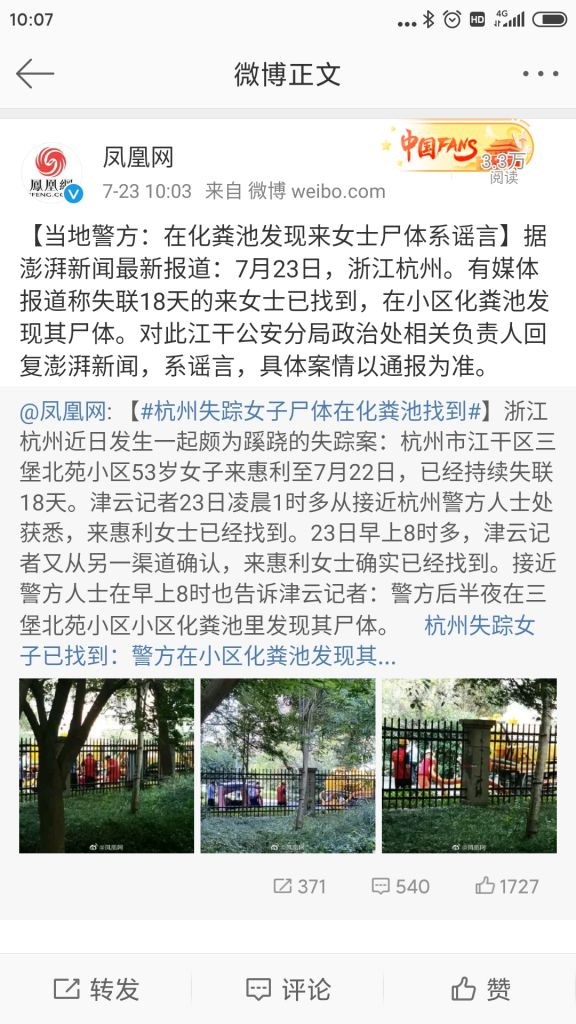 10:07
HD 4G
微博正文
凤凰网
中国FANS
3.3万
阅读
鳳凰網
7-23 10:03 来自 微博 weibo.com
【当地警方：在化粪池发现来女士尸体系谣言】据
澎湃新闻最新报道：7月23日，浙江杭州。有媒体
报道称失联18天的来女士已找到，在小区化粪池发
现其尸体。对此江干公安分局政治处相关负责人回
复澎湃新闻，系谣言，具体案情以通报为准。
@凤凰网:【#杭州失踪女子尸体在化粪池找到#】浙江
杭州近日发生一起颇为蹊跷的失踪案：杭州市江干区三
堡北苑小区53岁女子来惠利至7月22日，已经持续失联
18天。津云记者23日凌晨1时多从接近杭州警方人士处
获悉，来惠利女士已经找到。23日早上8时多，津云记
者又从另一渠道确认，来惠利女士确实已经找到。接近
警方人士在早上8时也告诉津云记者：警方后半夜在三
堡北苑小区小区化粪池里发现其尸体。 杭州失踪女
子已找到：警方在小区化粪池发现其...
@凤凰网
@凤凰网
@凤凰网
371 540 1727
转发 评论 赞